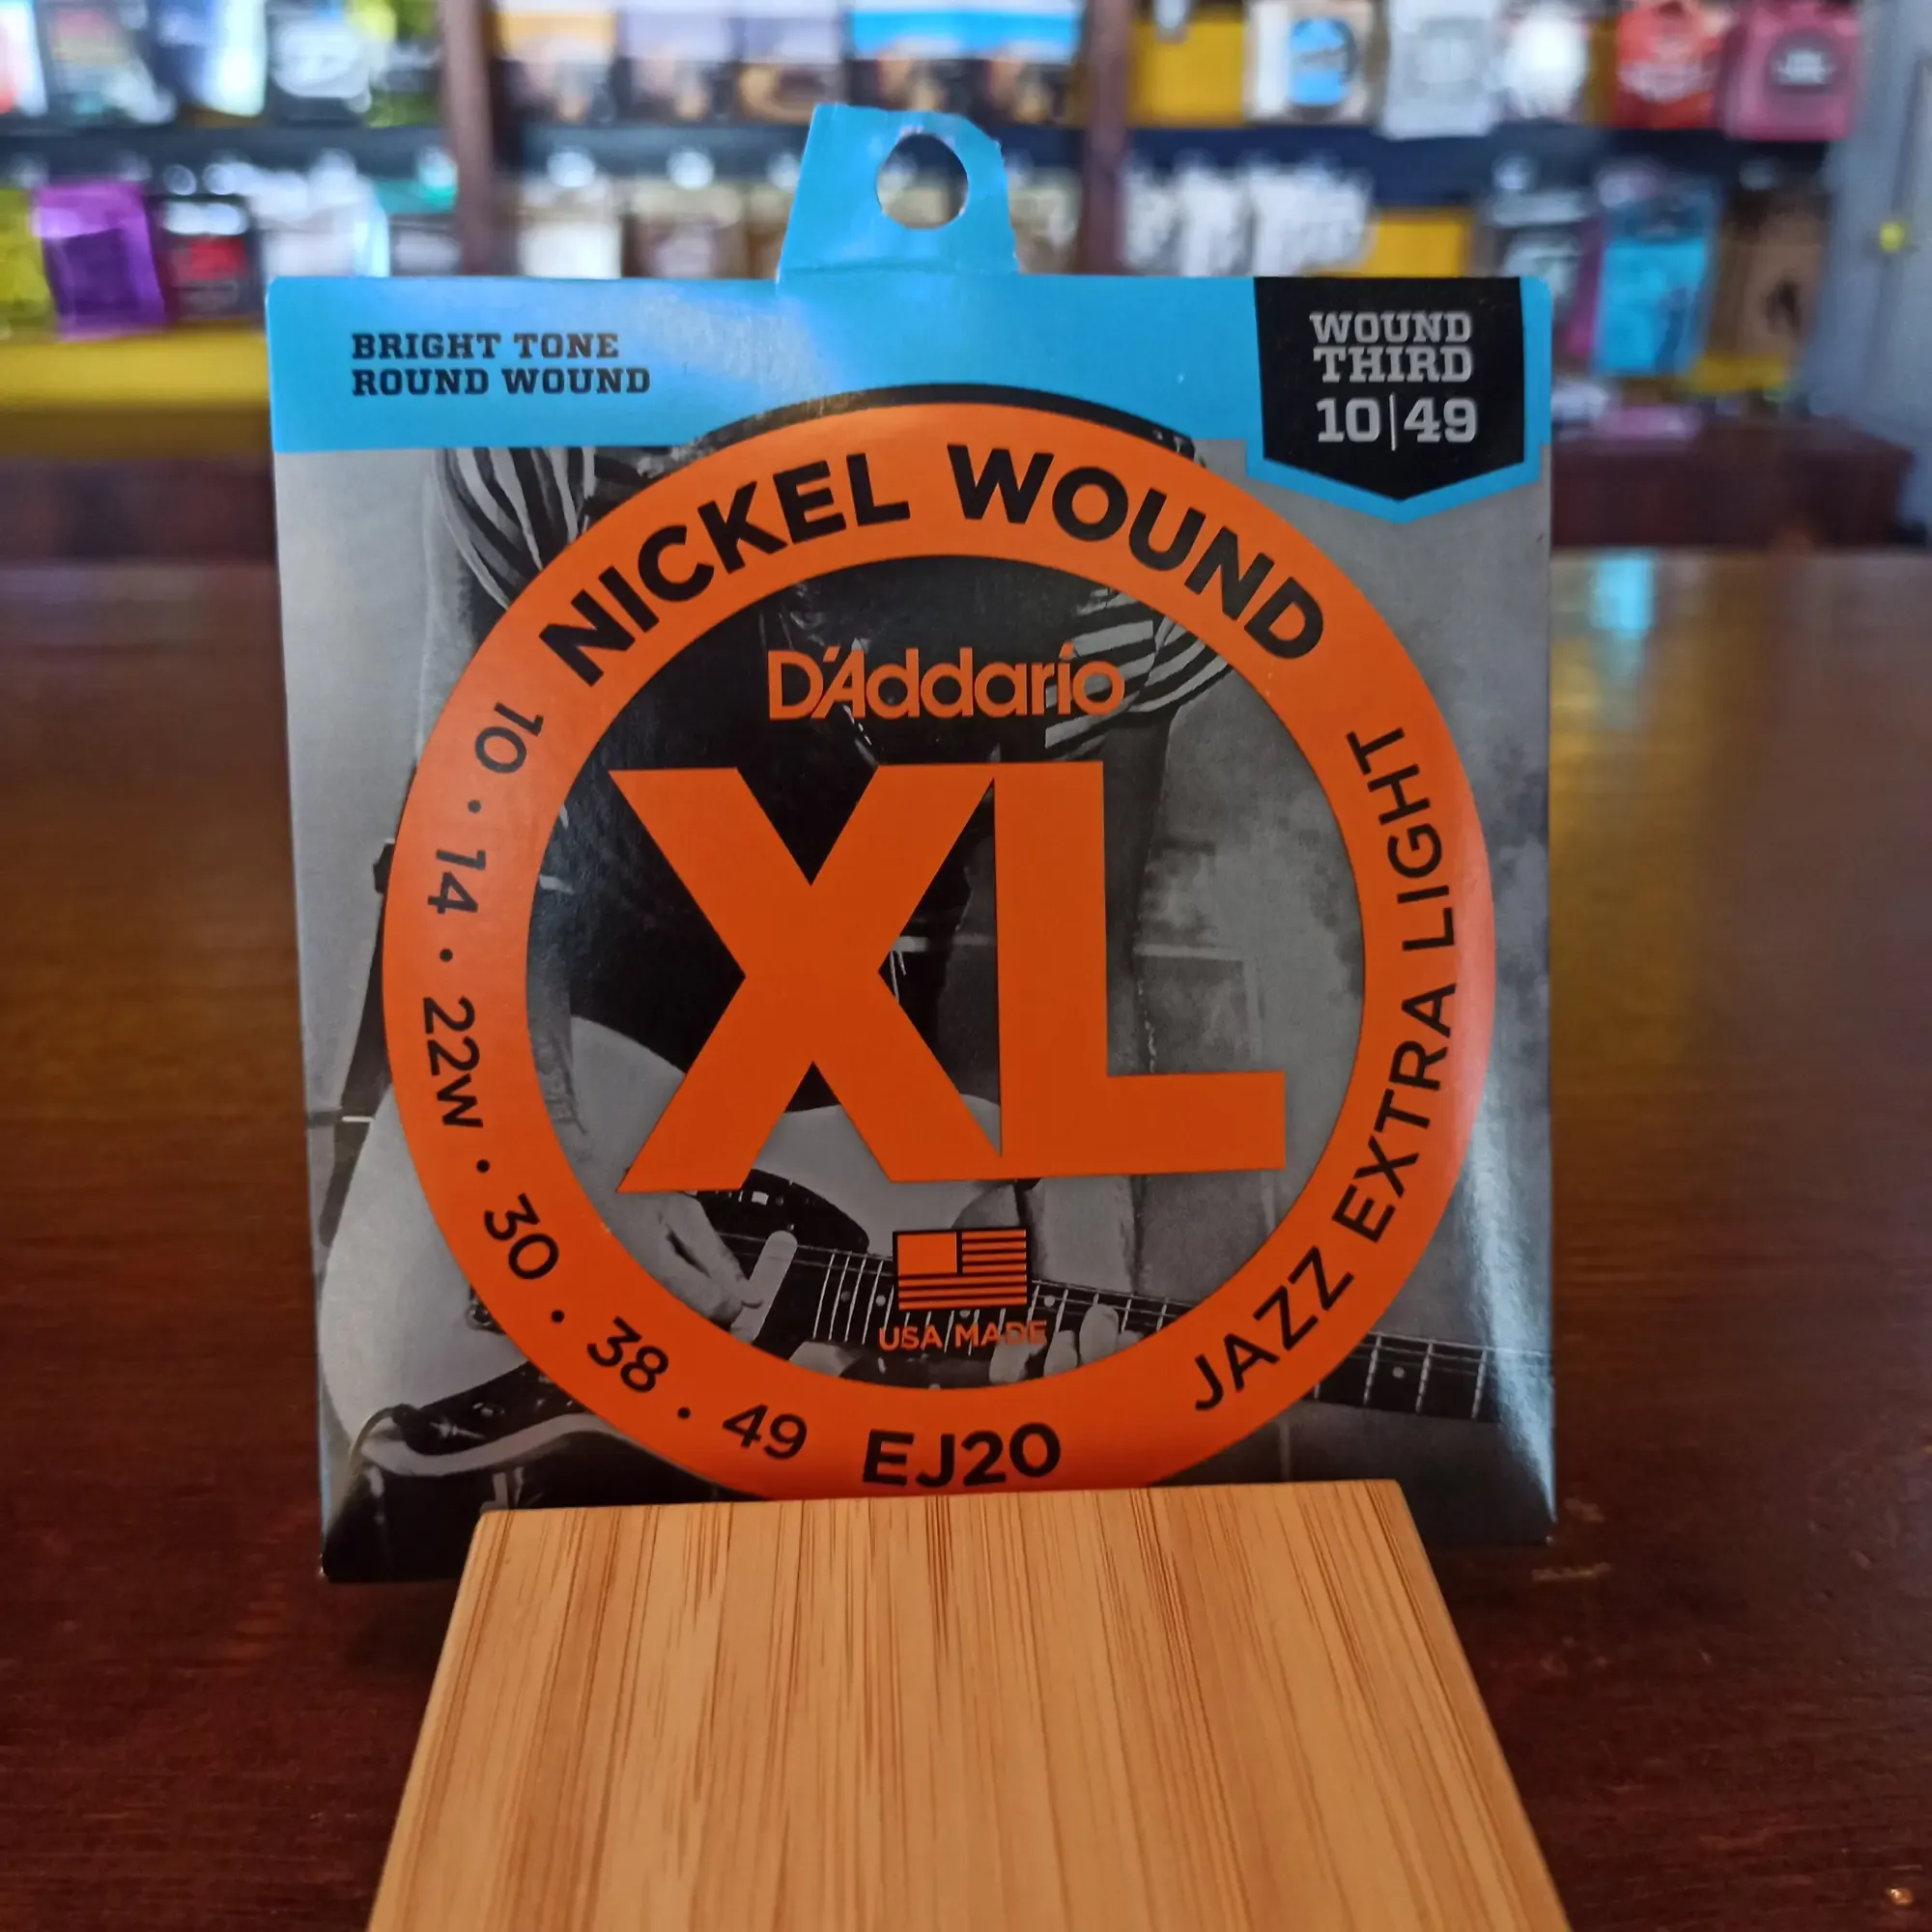 BRIGHT TONE
ROUND WOUND
WOUND
THIRD
10|49
NICKEL WOUND
D'Addario
XL
USA MADE
10 · 14 · 22W · 30 · 38 · 49
EJ20
JAZZ EXTRA LIGHT